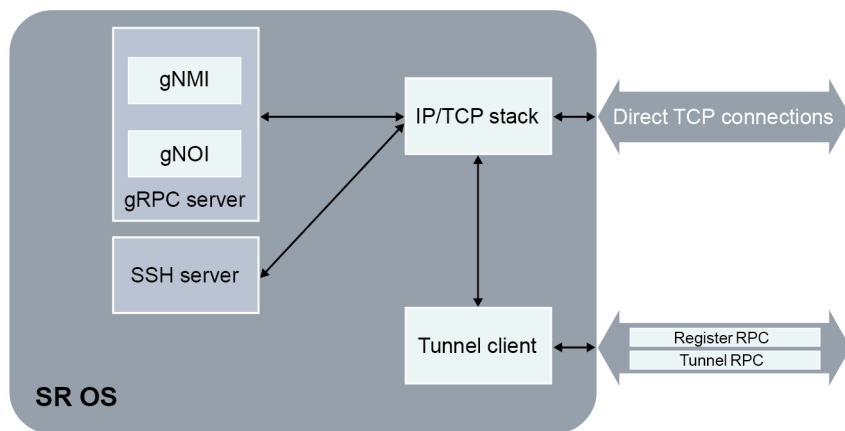 gNMI
gNOI
gRPC server
SSH server
IP/TCP stack
Direct TCP connections
Tunnel client
Register RPC
Tunnel RPC
SR OS